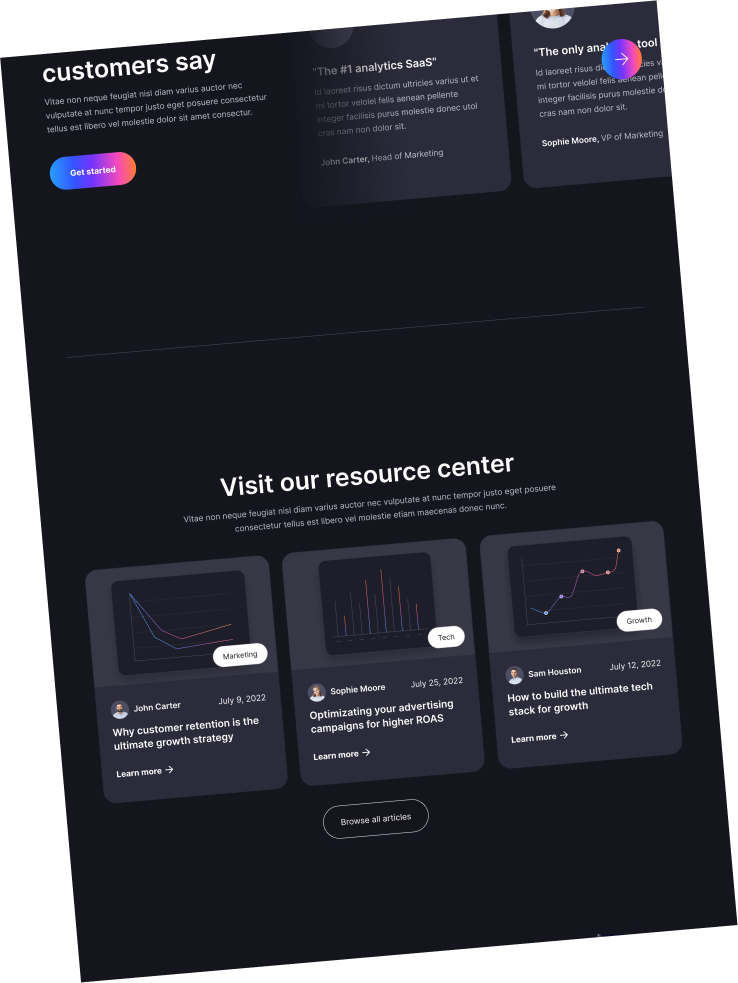 customers say
Vitae non neque feugiat nisl diam varius auctor nec
vulputate at nunc tempor justo eget posuere consectetur
tellus est libero vel molestie dolor sit amet consectur.
Get started
"The #1 analytics SaaS"
Id laoreet risus dictum ultricies varius ut et
mi tortor velolel felis aenean pellente
integer facilisis purus molestie donec utol
cras nam non dolor sit.
John Carter, Head of Marketing
"The only tool
Id laoreet risus
mi tortor velolel felis aenean
integer facilisis purus molestie
cras nam non dolor sit.
Sophie Moore, VP of Marketing
Visit our resource center
Vitae non neque feugiat nisl diam varius auctor nec vulputate at nunc tempor justo eget posuere
consectetur tellus est libero vel molestie etiam maecenas donec nunc.
Marketing
John Carter
July 9, 2022
Why customer retention is the
ultimate growth strategy
Learn more
Tech
Sophie Moore
July 25, 2022
Optimizating your advertising
campaigns for higher ROAS
Learn more
Growth
Sam Houston
July 12, 2022
How to build the ultimate tech
stack for growth
Learn more
Browse all articles